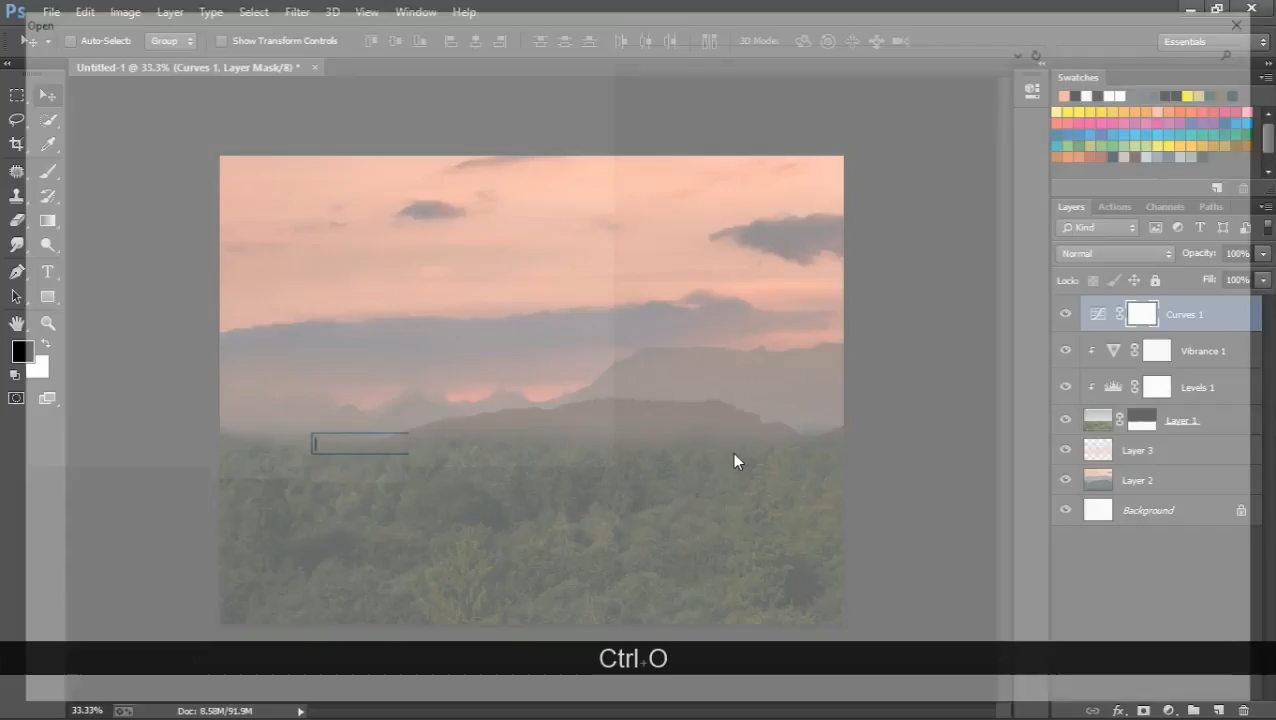 Ps File Edit Image Layer Type Select Filter 3D View Window Help
Open
Auto-Select: Group Show Transform Controls 3D Mode: Essentials
Untitled-1 @ 33.3% (Curves 1, Layer Mask/8) * ×
Swatches
Layers Actions Channels Paths
Kind
Normal Opacity: 100%
Lock: Fill: 100%
Curves 1
Vibrance 1
Levels 1
Layer 1
Layer 3
Layer 2
Background
Ctrl+O
33.33% Doc: 8.58M/91.9M